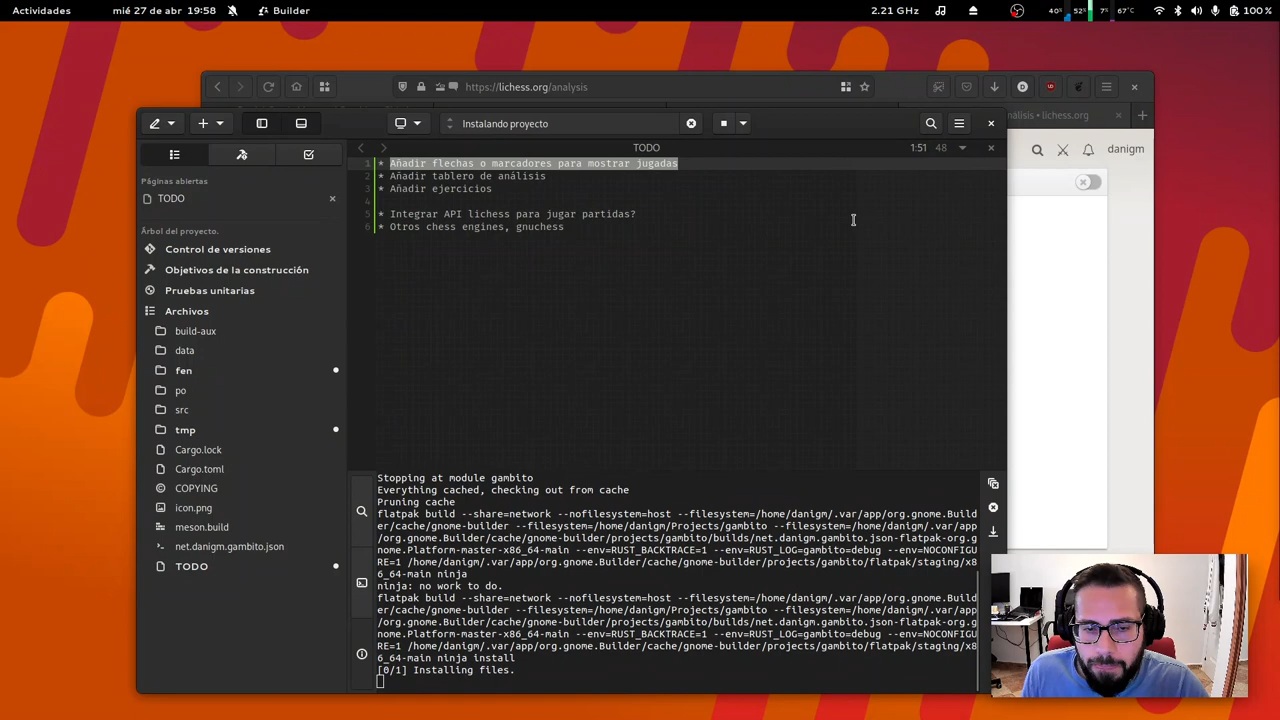 Actividades
mié 27 de abr 19:58
Builder
2.21 GHz
40%
52%
7%
67°C
100 %
https://lichess.org/analysis
Instalando proyecto
nálisis • lichess.org
TODO
1:51
48
danigm
Páginas abiertas
TODO
1 * Añadir flechas o marcadores para mostrar jugadas
2 * Añadir tablero de análisis
3 * Añadir ejercicios
4
5 * Integrar API lichess para jugar partidas?
6 * Otros chess engines, gnuchess
Árbol del proyecto.
Control de versiones
Objetivos de la construcción
Pruebas unitarias
Archivos
build-aux
data
fen
po
src
tmp
Cargo.lock
Cargo.toml
COPYING
icon.png
meson.build
net.danigm.gambito.json
TODO
Stopping at module gambito
Everything cached, checking out from cache
Pruning cache
flatpak build --share=network --nofilesystem=host --filesystem=/home/danigm/.var/app/org.gnome.Build
er/cache/gnome-builder --filesystem=/home/danigm/Projects/gambito --filesystem=/home/danigm/.var/app
/org.gnome.Builder/cache/gnome-builder/projects/gambito/builds/net.danigm.gambito.json-flatpak-org.g
nome.Platform-master-x86_64-main --env=RUST_BACKTRACE=1 --env=RUST_LOG=gambito=debug --env=NOCONFIGU
RE=1 /home/danigm/.var/app/org.gnome.Builder/cache/gnome-builder/projects/gambito/flatpak/staging/x8
6_64-main ninja
ninja: no work to do.
flatpak build --share=network --nofilesystem=host --filesystem=/home/danigm/.var/app/org.gnome.Build
er/cache/gnome-builder --filesystem=/home/danigm/Projects/gambito --filesystem=/home/danigm/.var/app
/org.gnome.Builder/cache/gnome-builder/projects/gambito/builds/net.danigm.gambito.json-flatpak-org.g
nome.Platform-master-x86_64-main --env=RUST_BACKTRACE=1 --env=RUST_LOG=gambito=debug --env=NOCONFIGU
RE=1 /home/danigm/.var/app/org.gnome.Builder/cache/gnome-builder/projects/gambito/flatpak/staging/x8
6_64-main ninja install
[0/1] Installing files.